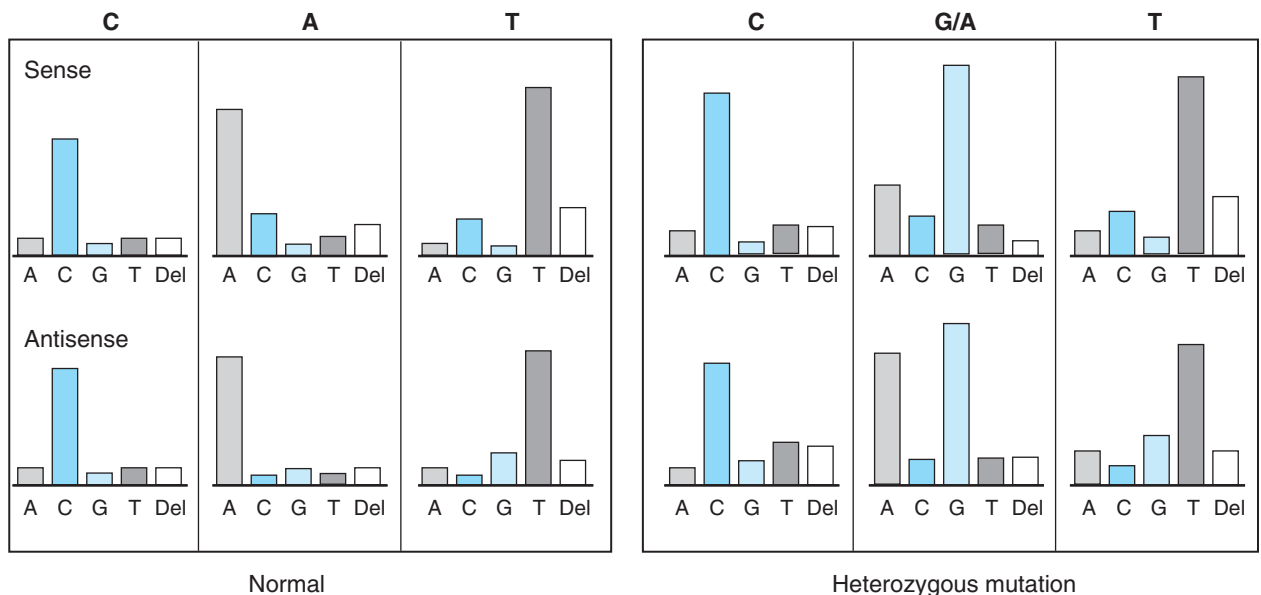 C A T C G/A T
Sense
A C G T Del A C G T Del A C G T Del A C G T Del A C G T Del A C G T Del
Antisense
A C G T Del A C G T Del A C G T Del A C G T Del A C G T Del A C G T Del
Normal Heterozygous mutation